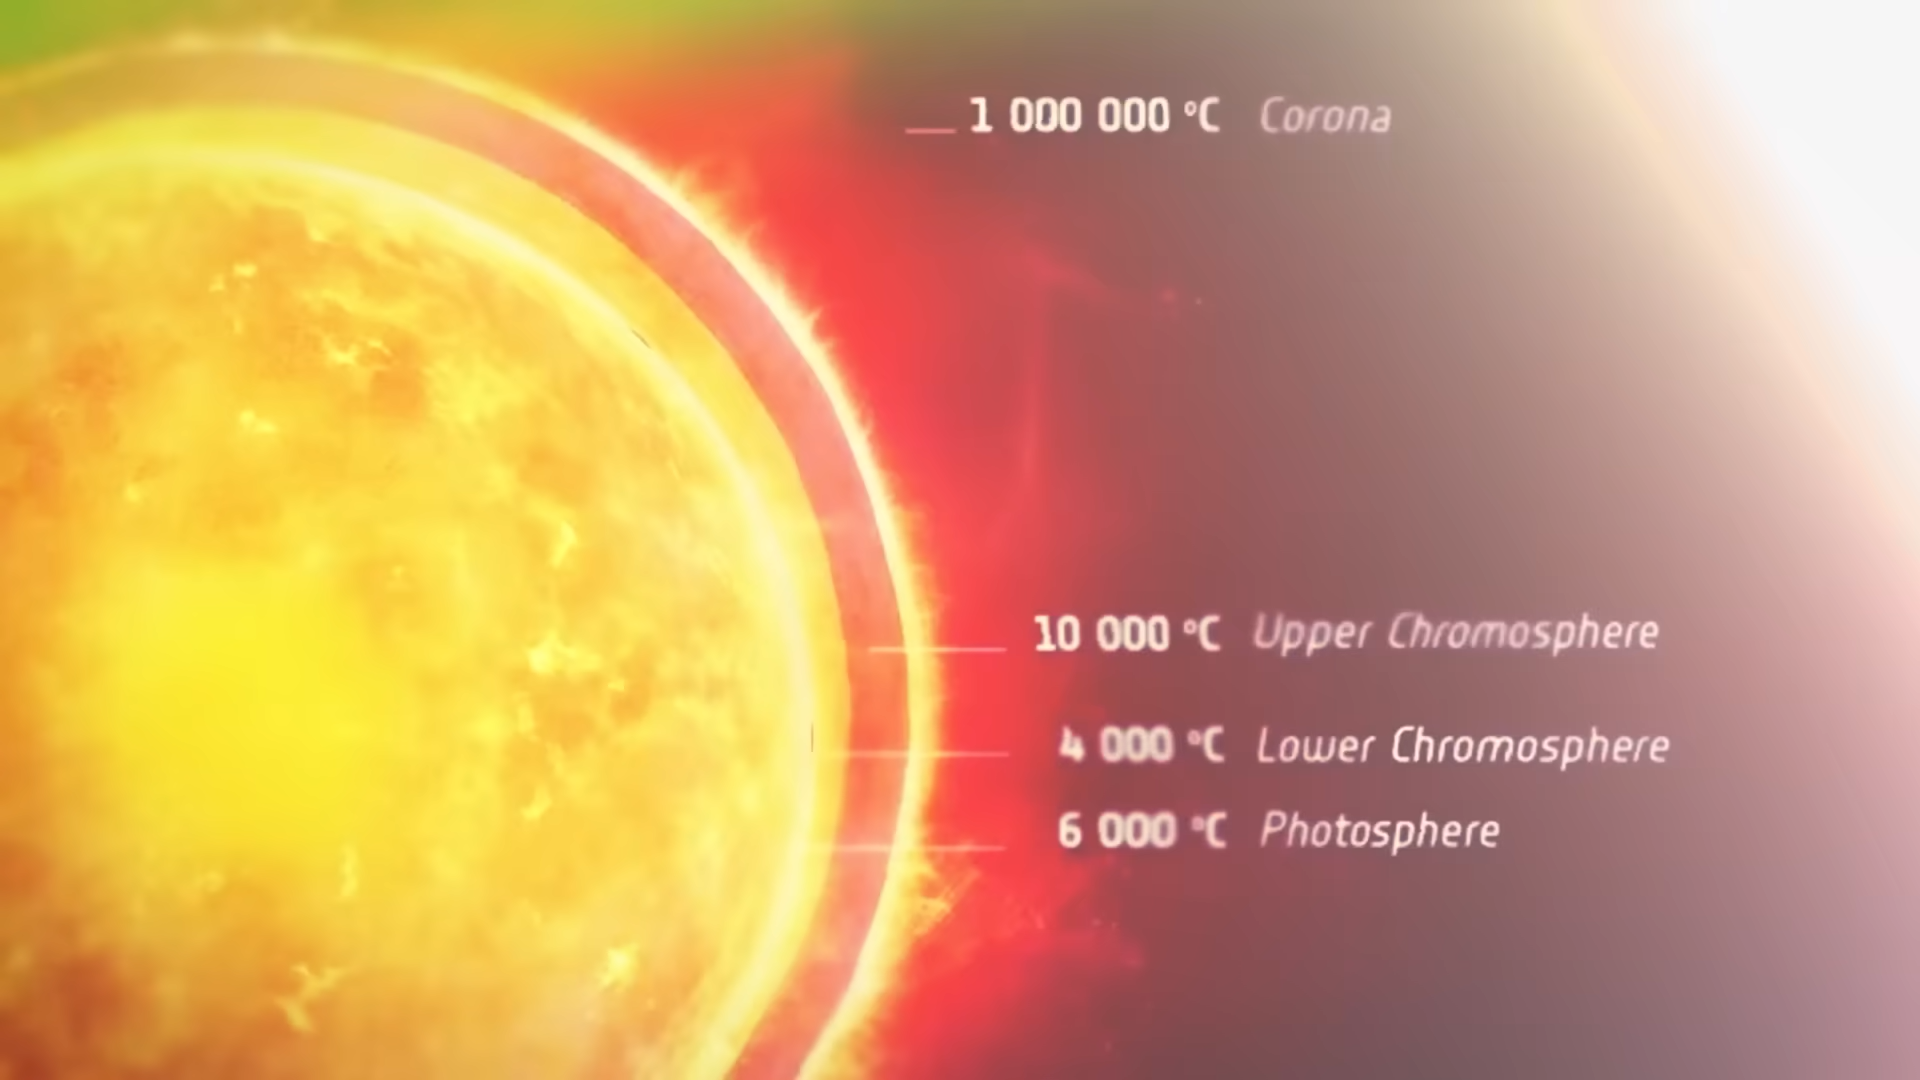 1 000 000 °C Corona
10 000 °C Upper Chromosphere
4 000 °C Lower Chromosphere
6 000 °C Photosphere